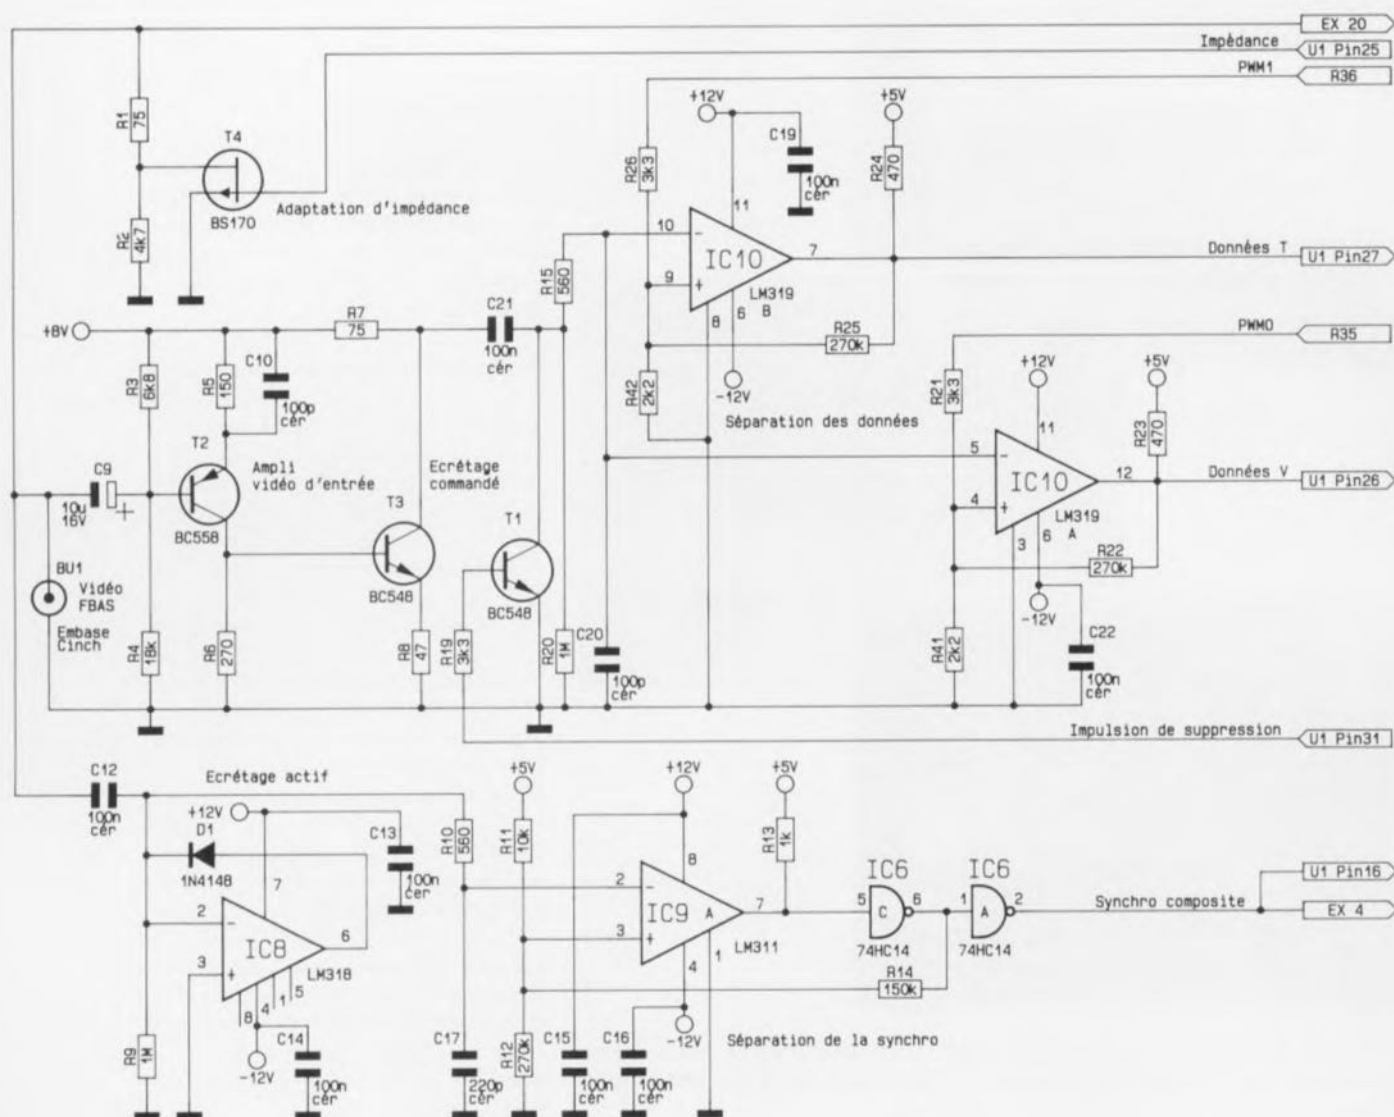 EX 20
Impédance
U1 Pin25
PWM1
R36
R1
75
T4
BS170
Adaptation d'impédance
R2
4k7
+12V
C19
100n
cér
+5V
R24
470
R26
3k3
11
10
-
IC10
7
9
+
LM319
B
8
6
-12V
R25
270k
R42
2k2
Données T
U1 Pin27
Séparation des données
R15
560
C21
100n
cér
+8V
R7
75
R3
6k8
R5
150
C10
100p
cér
T2
BC558
Ampli
vidéo d'entrée
C9
10u
16V
+
BU1
Vidéo
FBAS
Embase
Cinch
R4
18k
R6
270
T3
BC548
Ecrêtage
commandé
T1
BC548
R8
47
R19
3k3
R20
1M
C20
100p
cér
PWM0
R35
R21
3k3
+12V
+5V
R23
470
11
5
-
IC10
12
4
+
LM319
A
3
6
-12V
R22
270k
R41
2k2
C22
100n
cér
Données V
U1 Pin26
Impulsion de suppression
U1 Pin31
C12
100n
cér
Ecrêtage actif
+12V
D1
1N4148
C13
100n
cér
7
2
-
IC8
6
3
+
LM318
8
4
1
5
-12V
C14
100n
cér
R9
1M
R10
560
C17
220p
cér
+5V
R11
10k
R12
270k
+12V
+5V
R13
1k
8
2
-
IC9
A
7
3
+
LM311
4
1
-12V
C15
100n
cér
C16
100n
cér
Séparation de la synchro
IC6
5
C
6
74HC14
IC6
1
A
2
74HC14
R14
150k
Synchro composite
U1 Pin16
EX 4